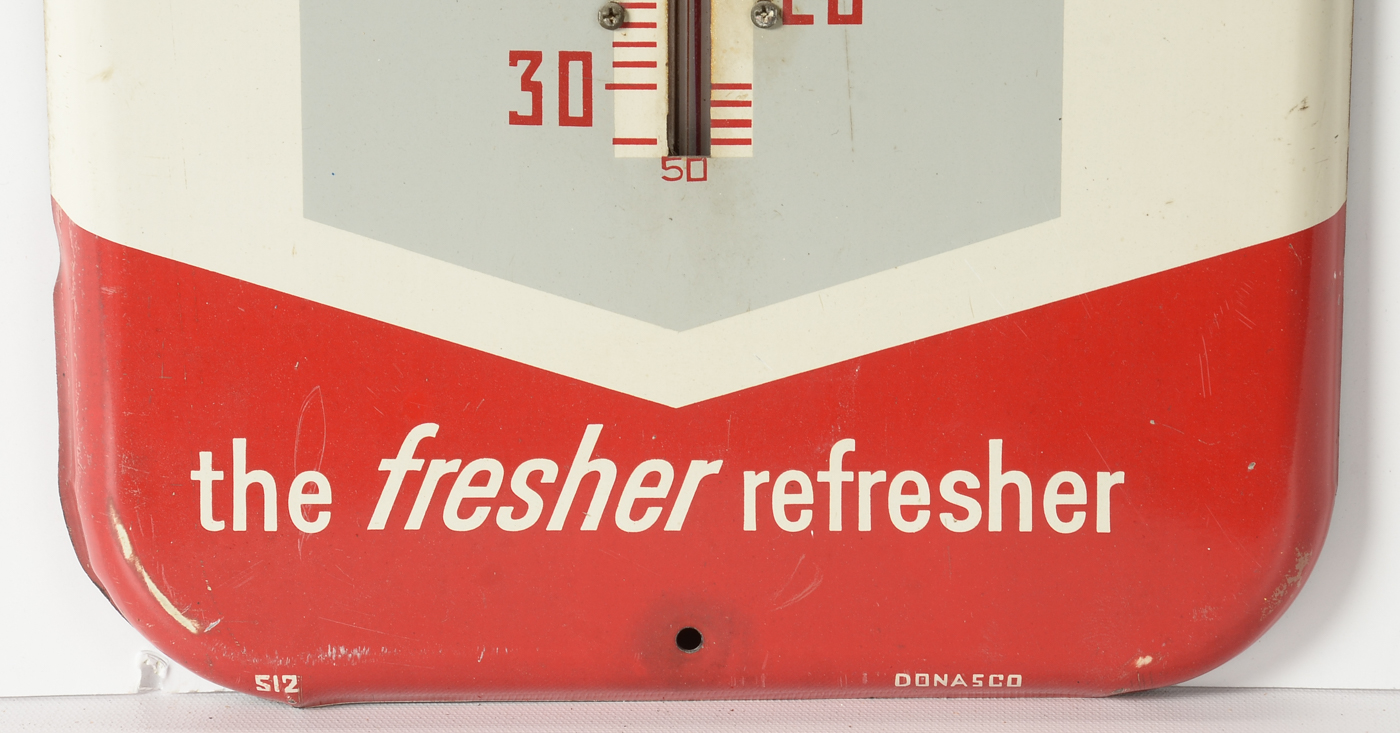 30
50
the fresher refresher
512 DONASCO